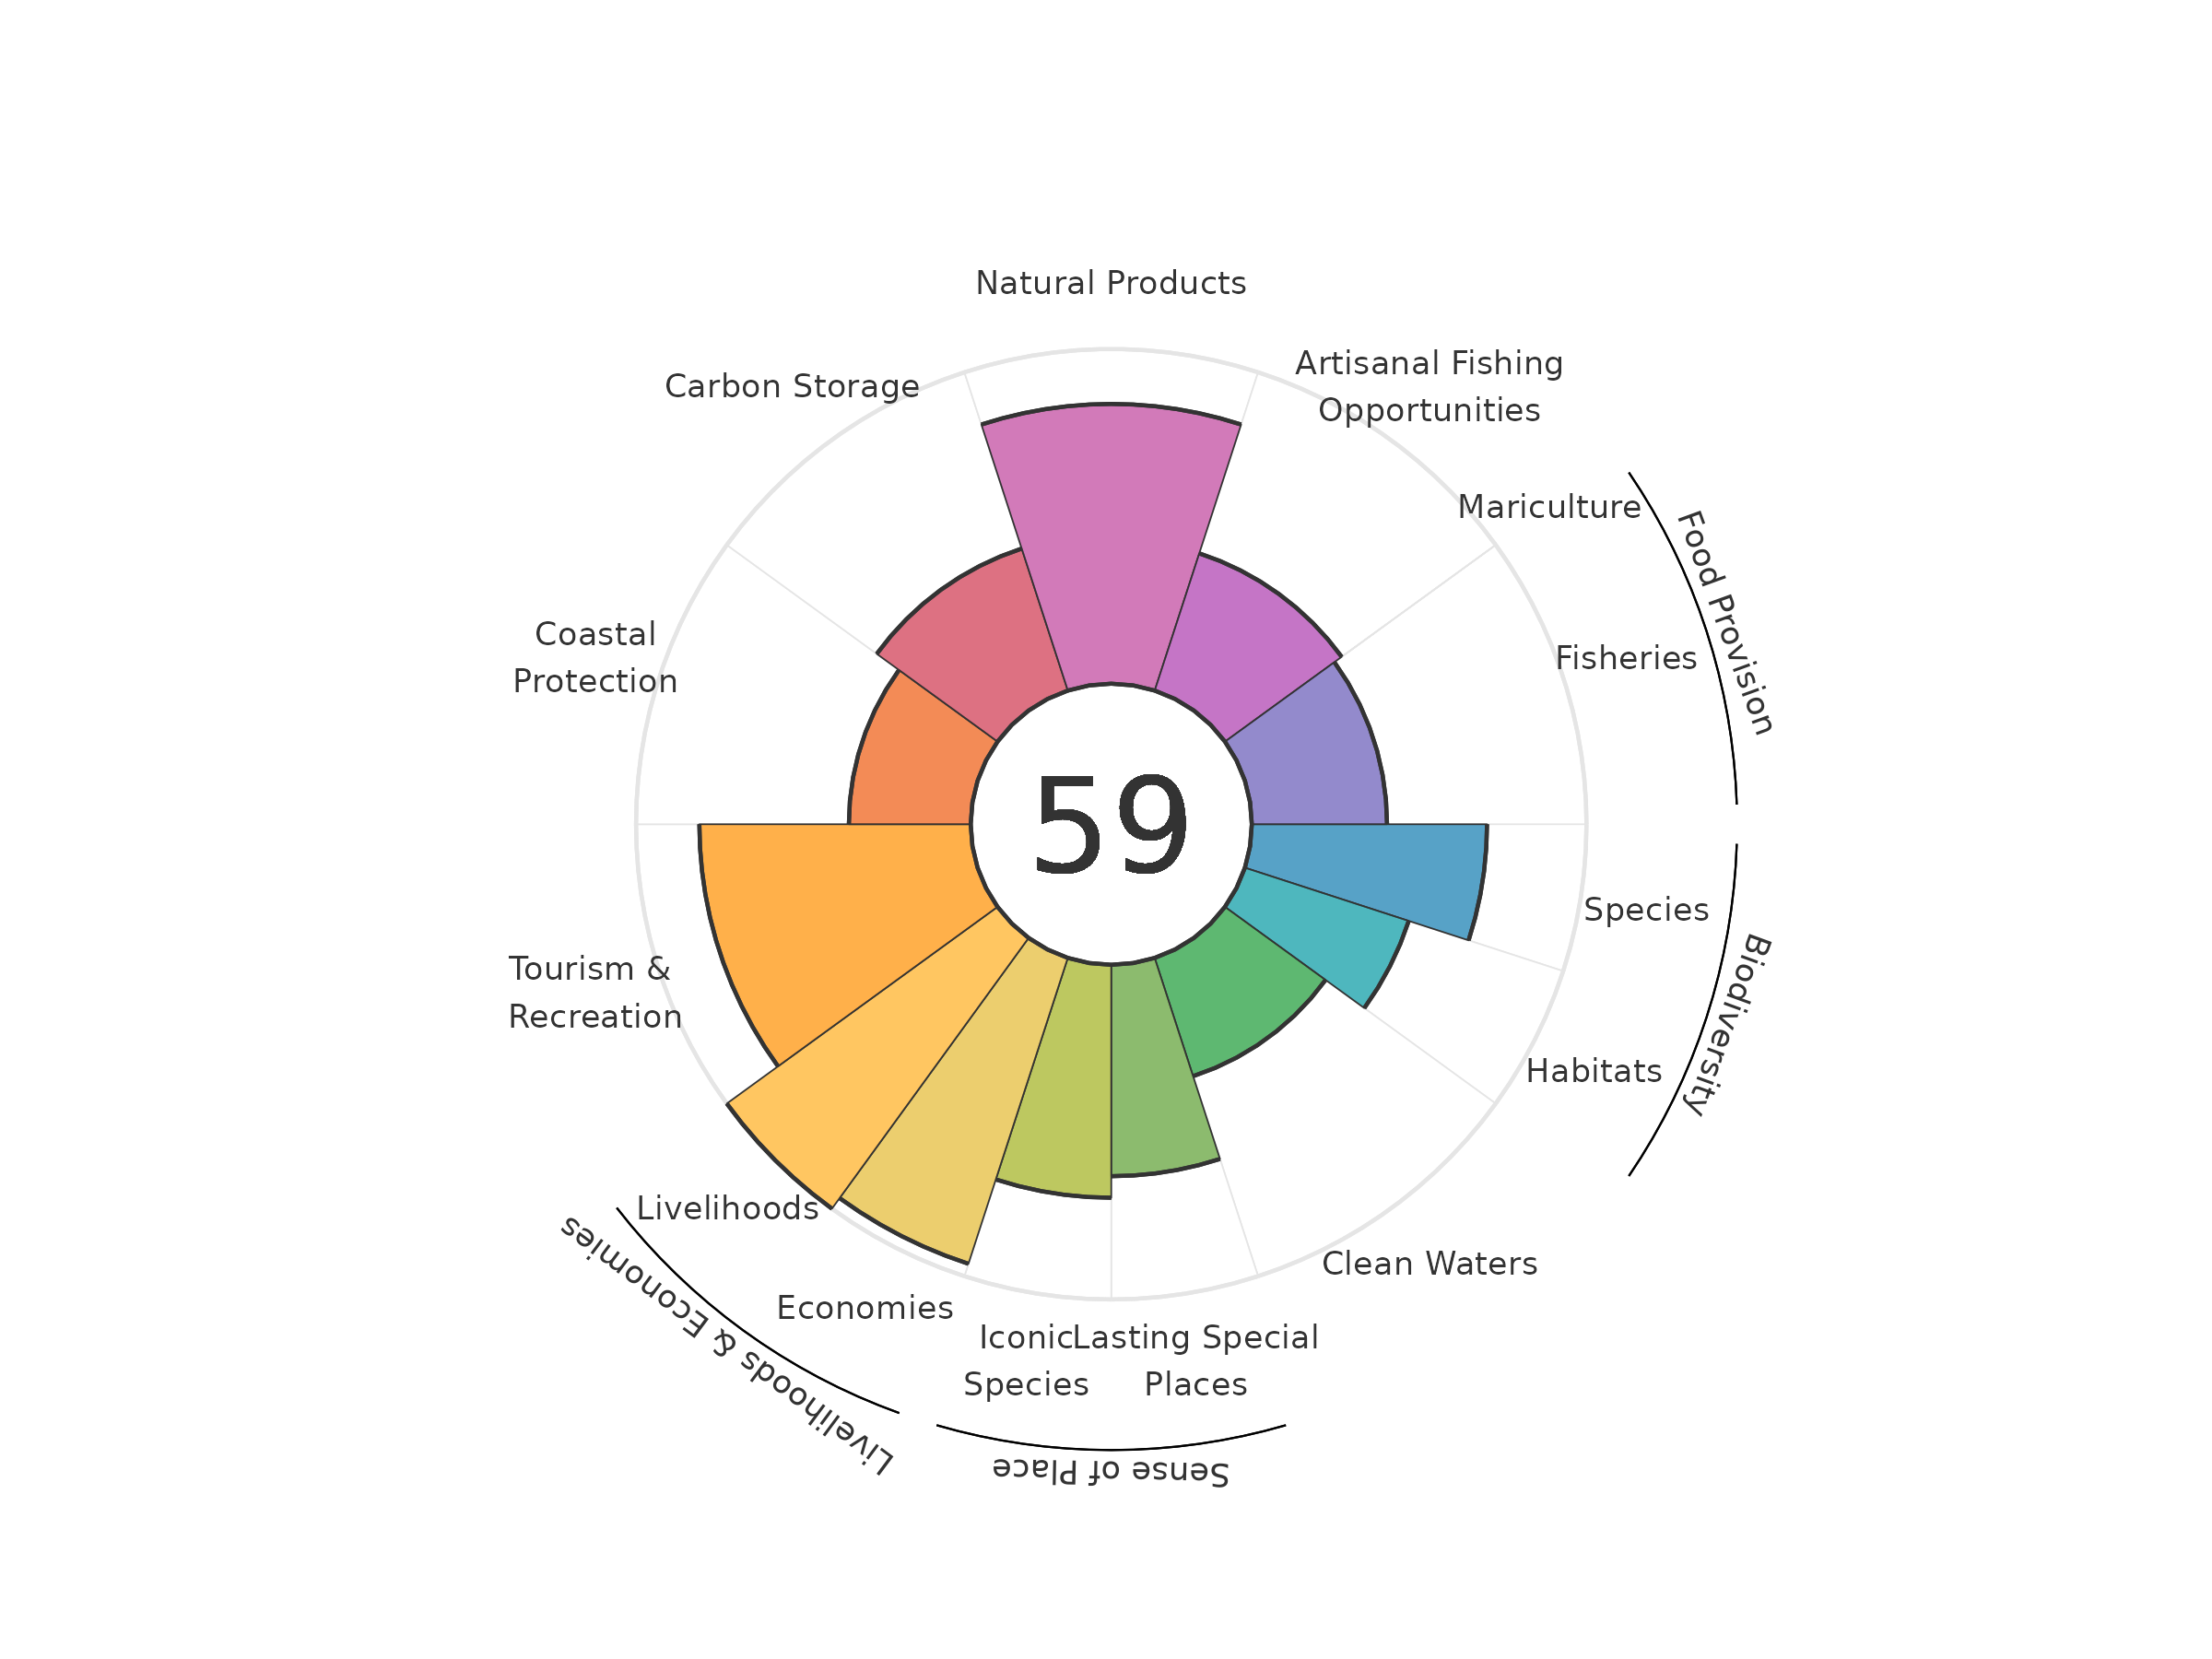 Natural Products
Artisanal Fishing
Opportunities
Carbon Storage
Mariculture
Food Provision
Fisheries
Coastal
Protection
59
Species
Biodiversity
Tourism &
Recreation
Habitats
Livelihoods
Clean Waters
Economies
Livelihoods & Economies
Iconic
Species
Lasting Special
Places
Sense of Place